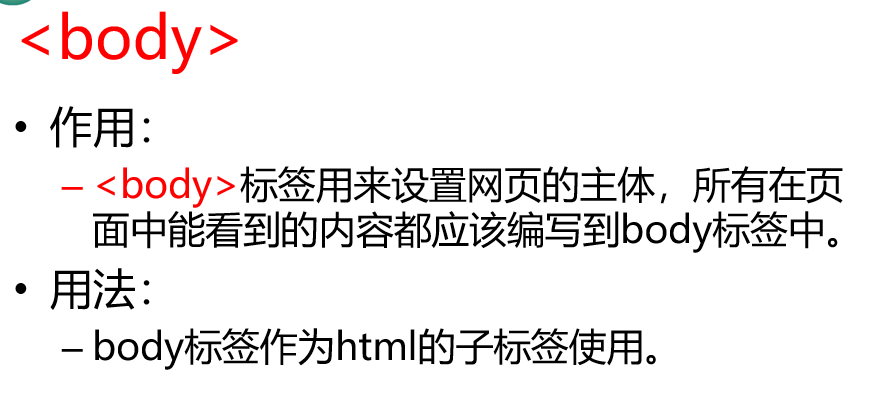 <body>
• 作用：
– <body>标签用来设置网页的主体，所有在页
面中能看到的内容都应该编写到body标签中。
• 用法：
– body标签作为html的子标签使用。